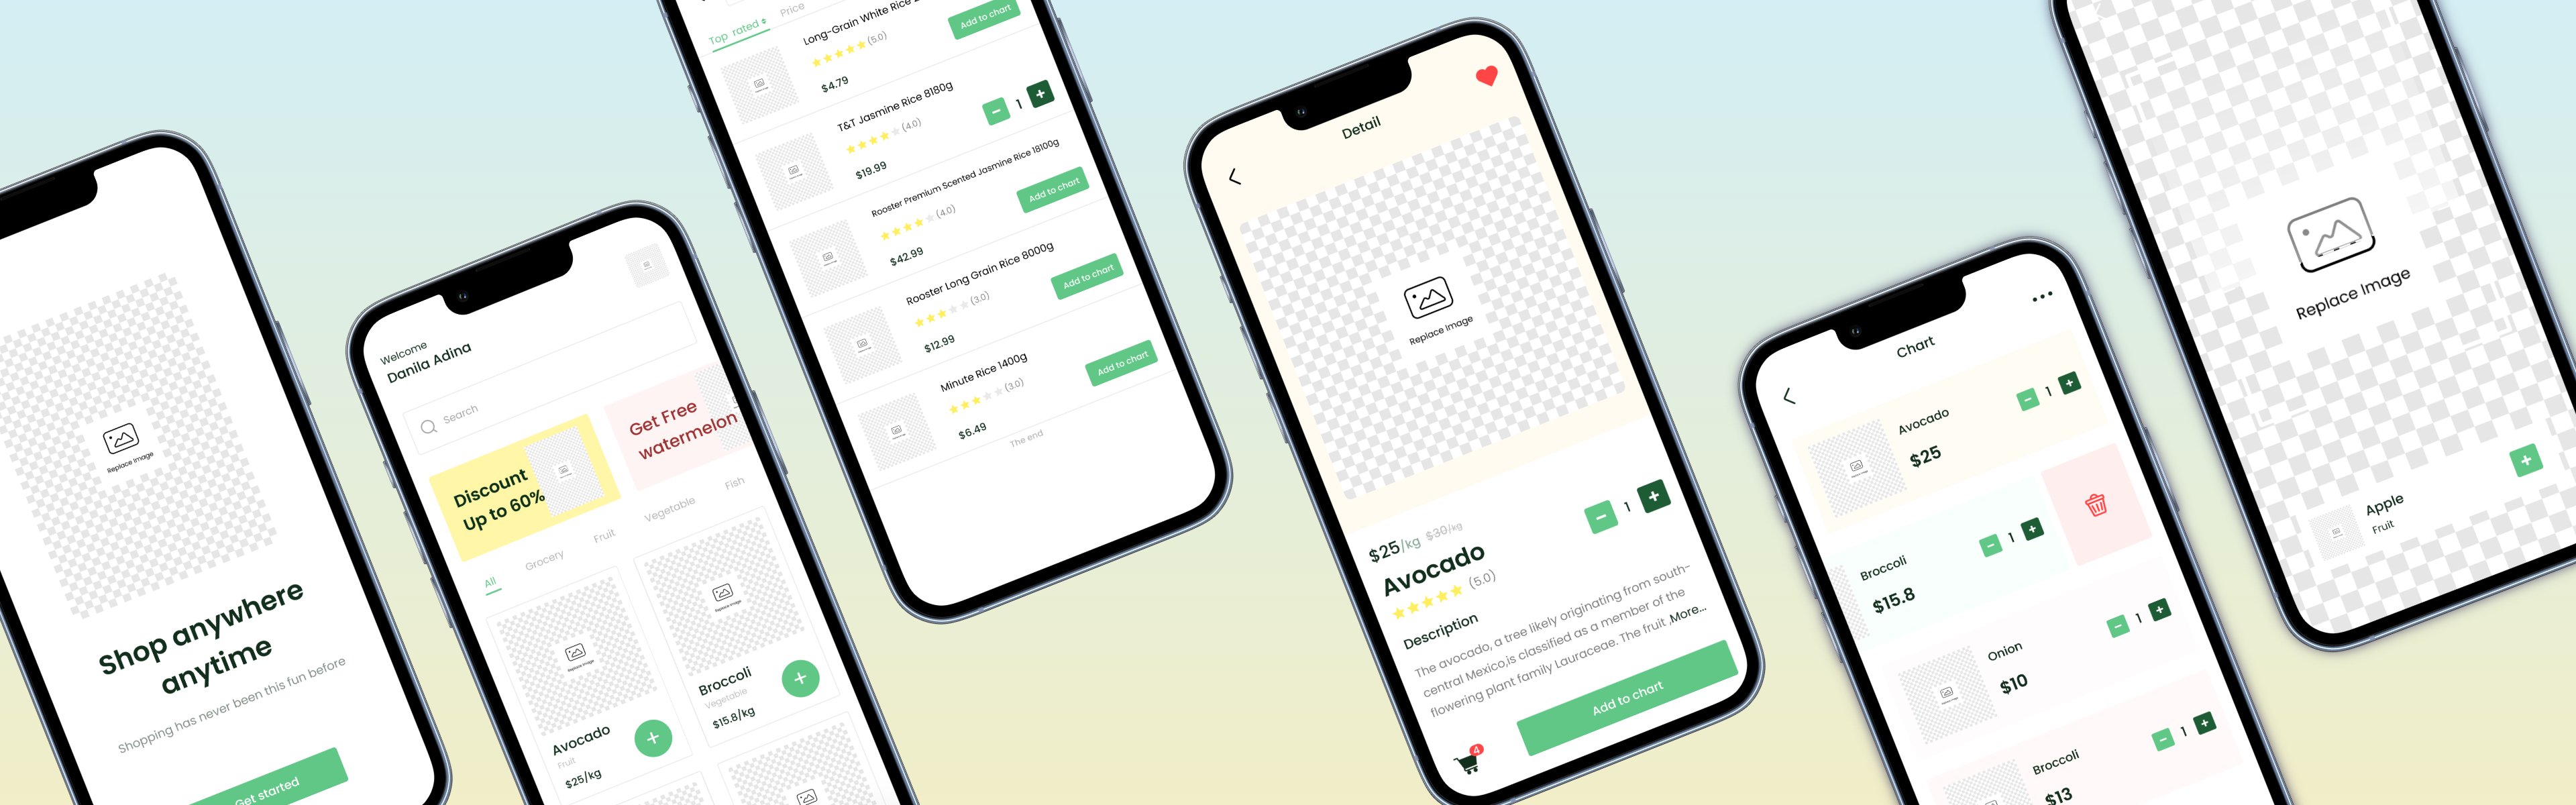 Replace Image
Shop anywhere
anytime
Shopping has never been this fun before
Get started
Welcome
Danila Adina
Search
Discount
Up to 60%
Get Free
watermelon
All
Grocery
Fruit
Vegetable
Fish
Avocado
Fruit
$25/kg
Broccoli
Vegetable
$15.8/kg
Top rated
Price
Long-Grain White Rice
(5.0)
$4.79
Add to chart
T&T Jasmine Rice 8180g
(4.0)
$19.99
1
Rooster Premium Scented Jasmine Rice 18100g
(4.0)
$42.99
Add to chart
Rooster Long Grain Rice 8000g
(3.0)
$12.99
Add to chart
Minute Rice 1400g
(3.0)
$6.49
Add to chart
The end
Detail
Replace Image
$25/kg $30/kg
1
Avocado
(5.0)
Description
The avocado, a tree likely originating from south-
central Mexico,is classified as a member of the
flowering plant family Lauraceae. The fruit ,More...
4
Add to chart
Chart
Avocado
$25
1
Broccoli
$15.8
1
Onion
$10
1
Broccoli
$13
1
Replace Image
Apple
Fruit